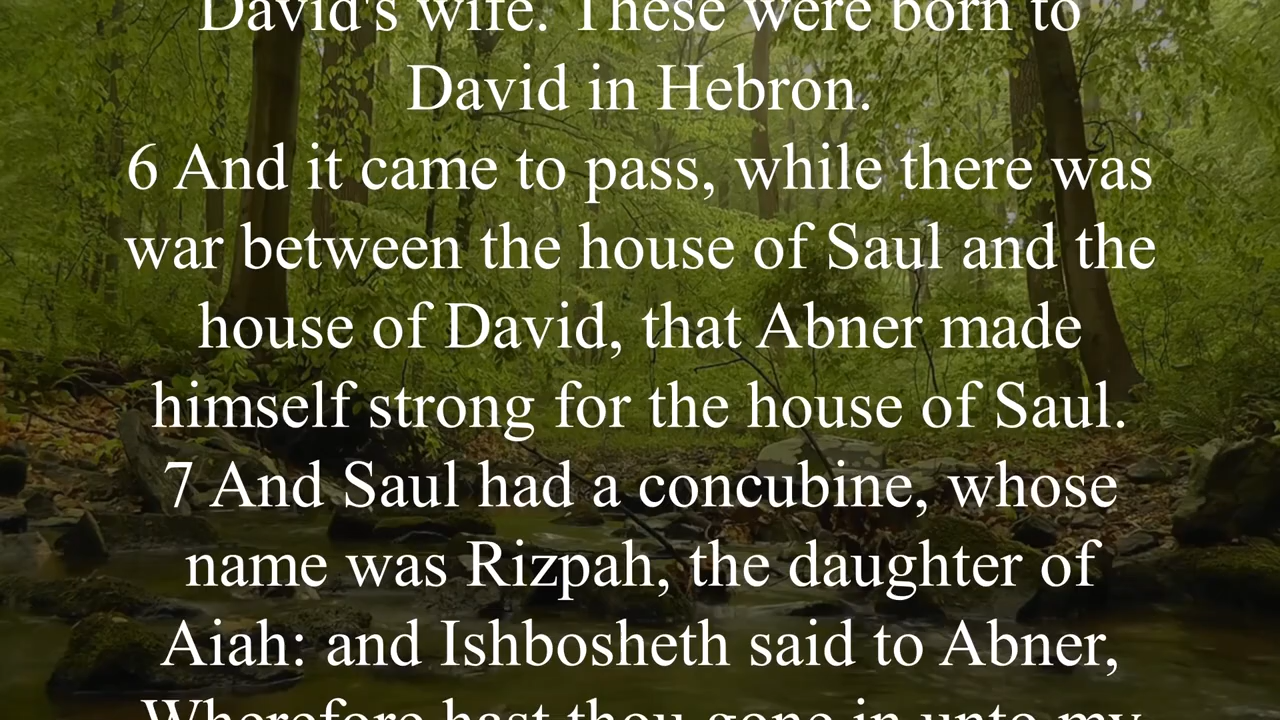 David's wife. These were born to
David in Hebron.
6 And it came to pass, while there was
war between the house of Saul and the
house of David, that Abner made
himself strong for the house of Saul.
7 And Saul had a concubine, whose
name was Rizpah, the daughter of
Aiah: and Ishbosheth said to Abner,
Wherefore hast thou gone in unto my